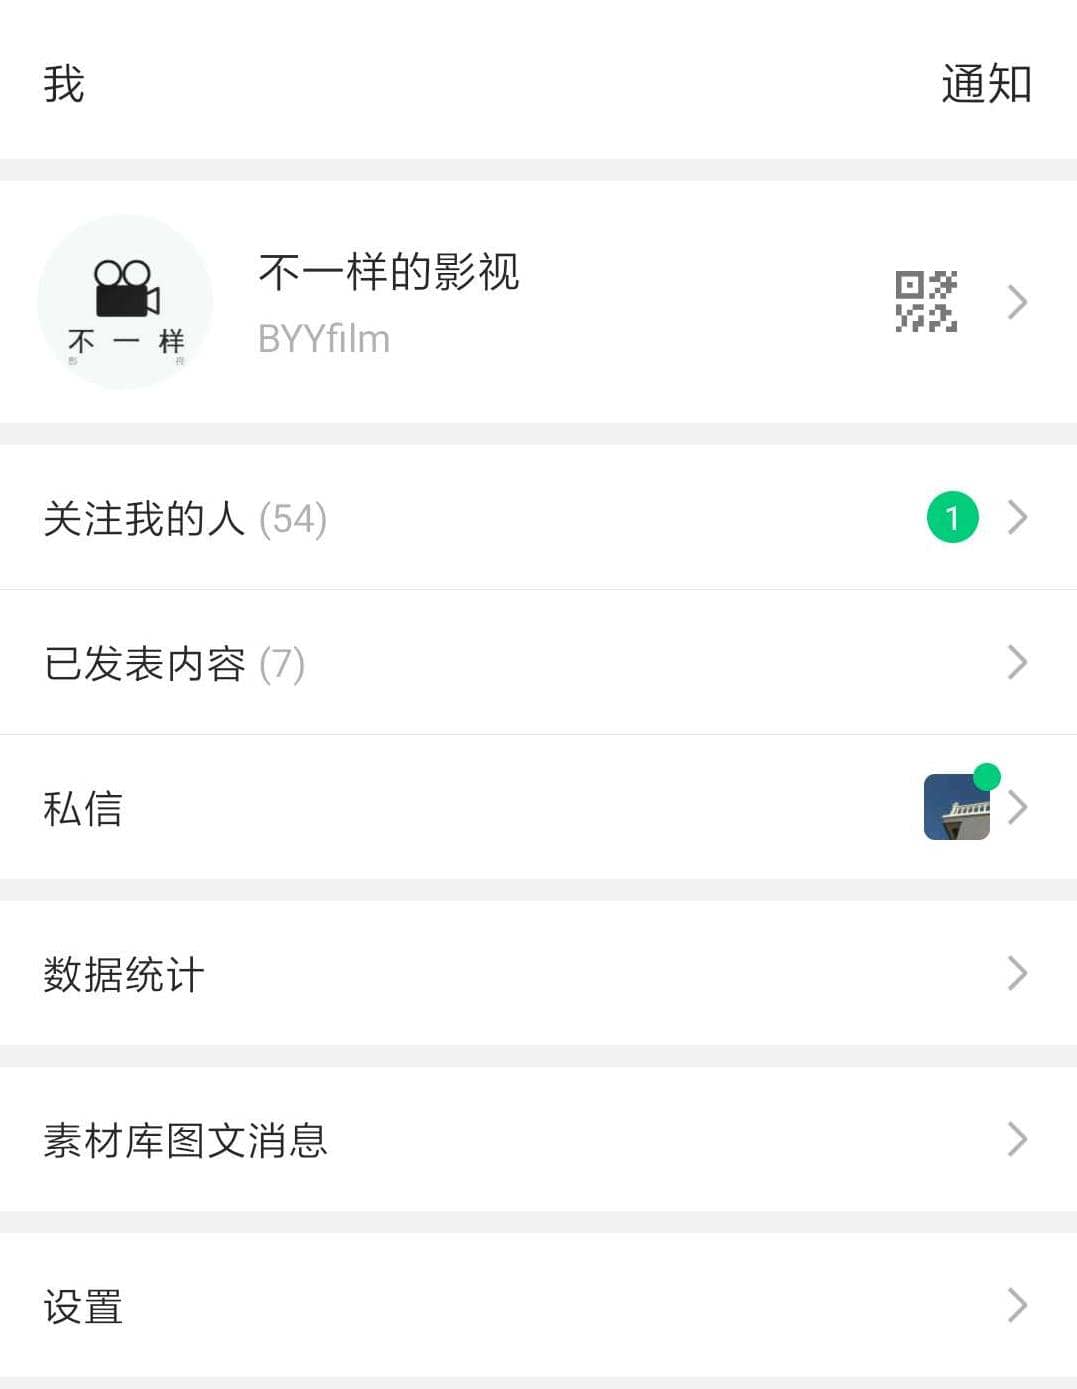 我
通知
不一样
影 视
不一样的影视
BYYfilm
关注我的人 (54)
1
已发表内容 (7)
私信
数据统计
素材库图文消息
设置